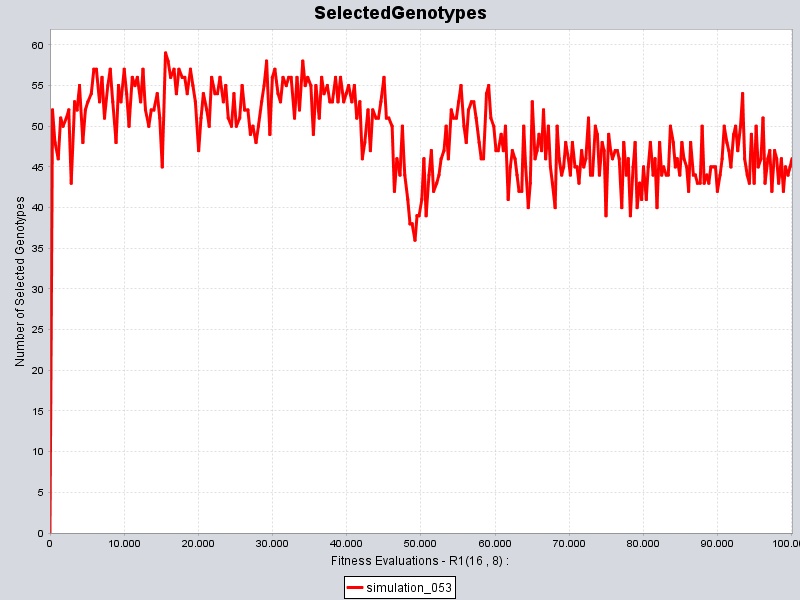 SelectedGenotypes
Number of Selected Genotypes
60
55
50
45
40
35
30
25
20
15
10
5
0
0 10.000 20.000 30.000 40.000 50.000 60.000 70.000 80.000 90.000 100.00
Fitness Evaluations - R1(16 , 8) :
simulation_053